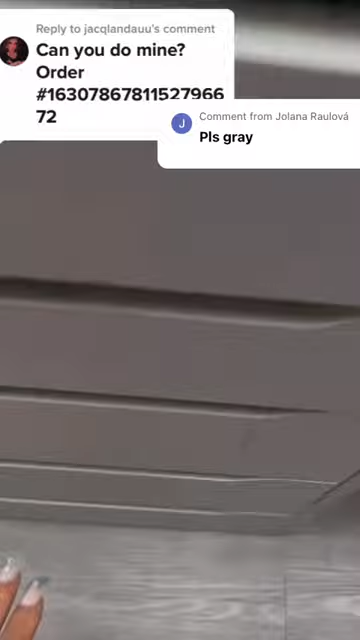 Reply to jacqlandauu's comment
Can you do mine?
Order
#16307867811527966
72
J
Comment from Jolana Raulová
Pls gray